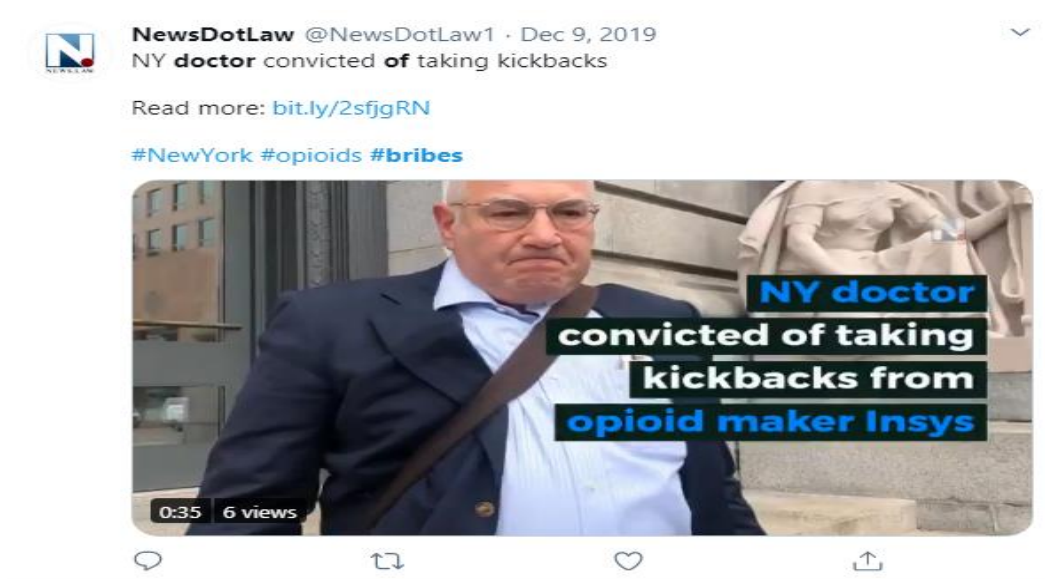 NewsDotLaw @NewsDotLaw1 · Dec 9, 2019
NY doctor convicted of taking kickbacks
Read more: bit.ly/2sfjgRN
#NewYork #opioids #bribes
NY doctor
convicted of taking
kickbacks from
opioid maker Insys
0:35 6 views